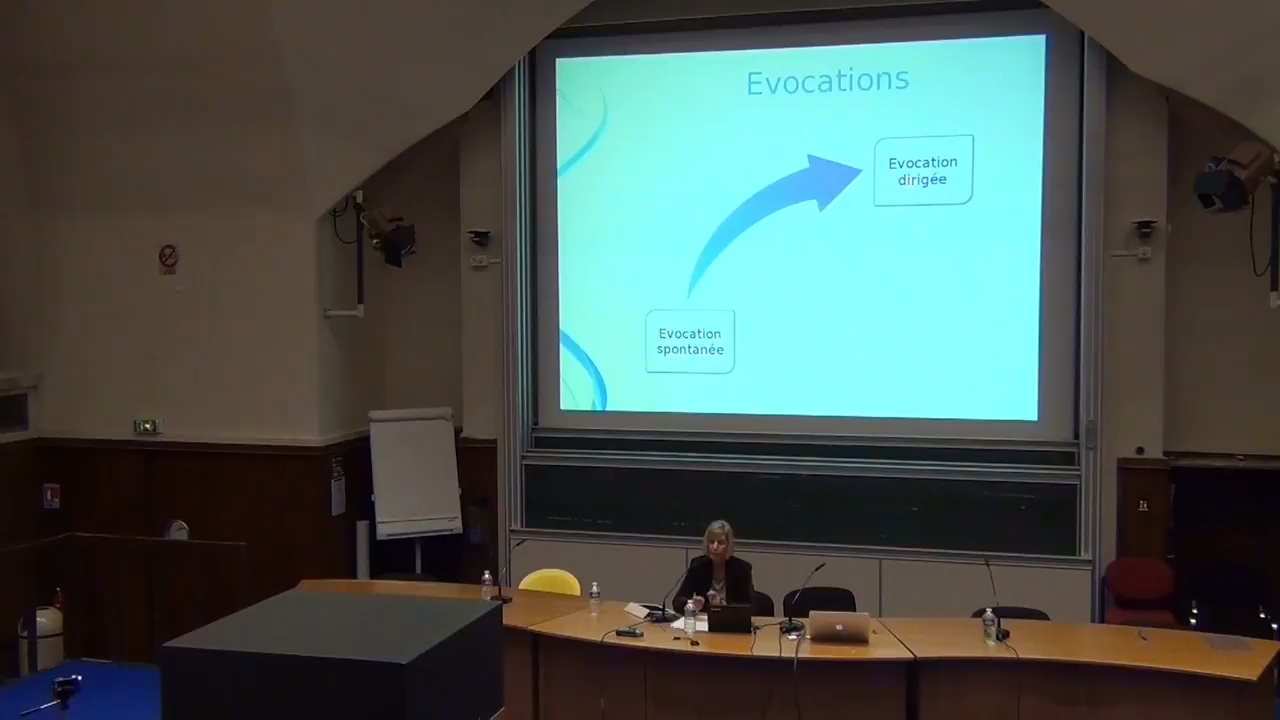 Evocations
Evocation
dirigée
Evocation
spontanée